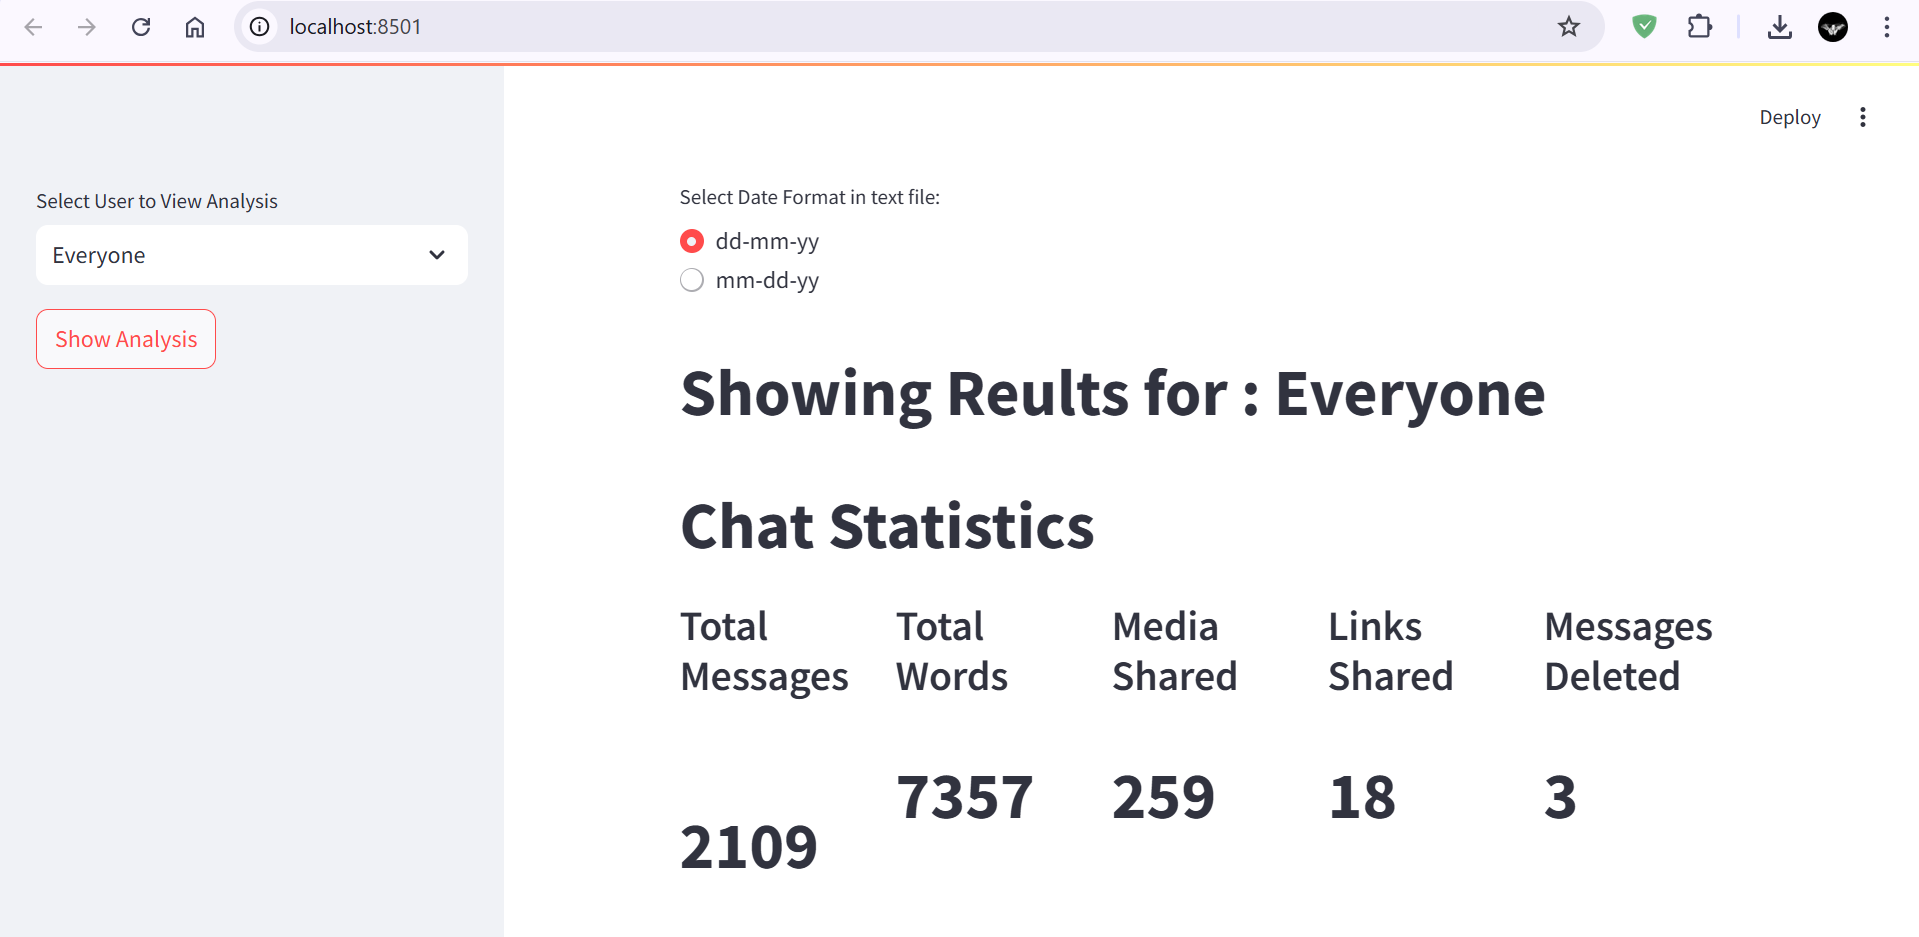 localhost:8501
Deploy
Select User to View Analysis
Everyone
Show Analysis
Select Date Format in text file:
dd-mm-yy
mm-dd-yy
Showing Reults for : Everyone
Chat Statistics
Total Messages
2109
Total Words
7357
Media Shared
259
Links Shared
18
Messages Deleted
3